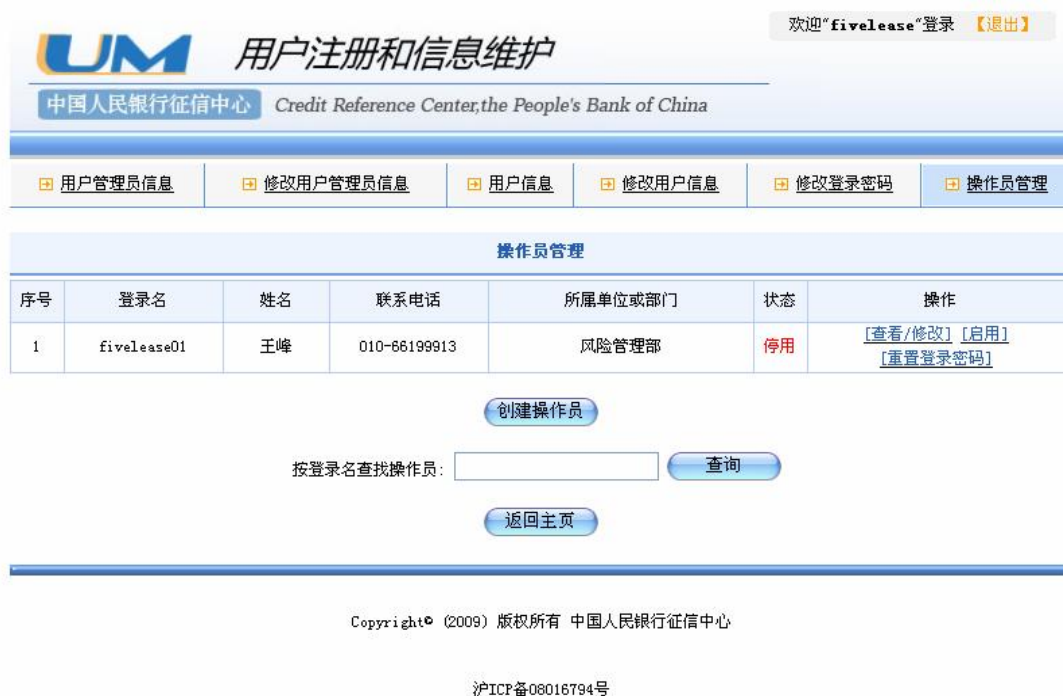 欢迎"fivelease"登录 【退出】
UM 用户注册和信息维护
中国人民银行征信中心 Credit Reference Center,the People's Bank of China
用户管理员信息 修改用户管理员信息 用户信息 修改用户信息 修改登录密码 操作员管理
操作员管理
序号 登录名 姓名 联系电话 所属单位或部门 状态 操作
1 fivelease01 王峰 010-66199913 风险管理部 停用 [查看/修改] [启用]
[重置登录密码]
创建操作员
按登录名查找操作员: 查询
返回主页
Copyright© (2009) 版权所有 中国人民银行征信中心
沪ICP备08016794号